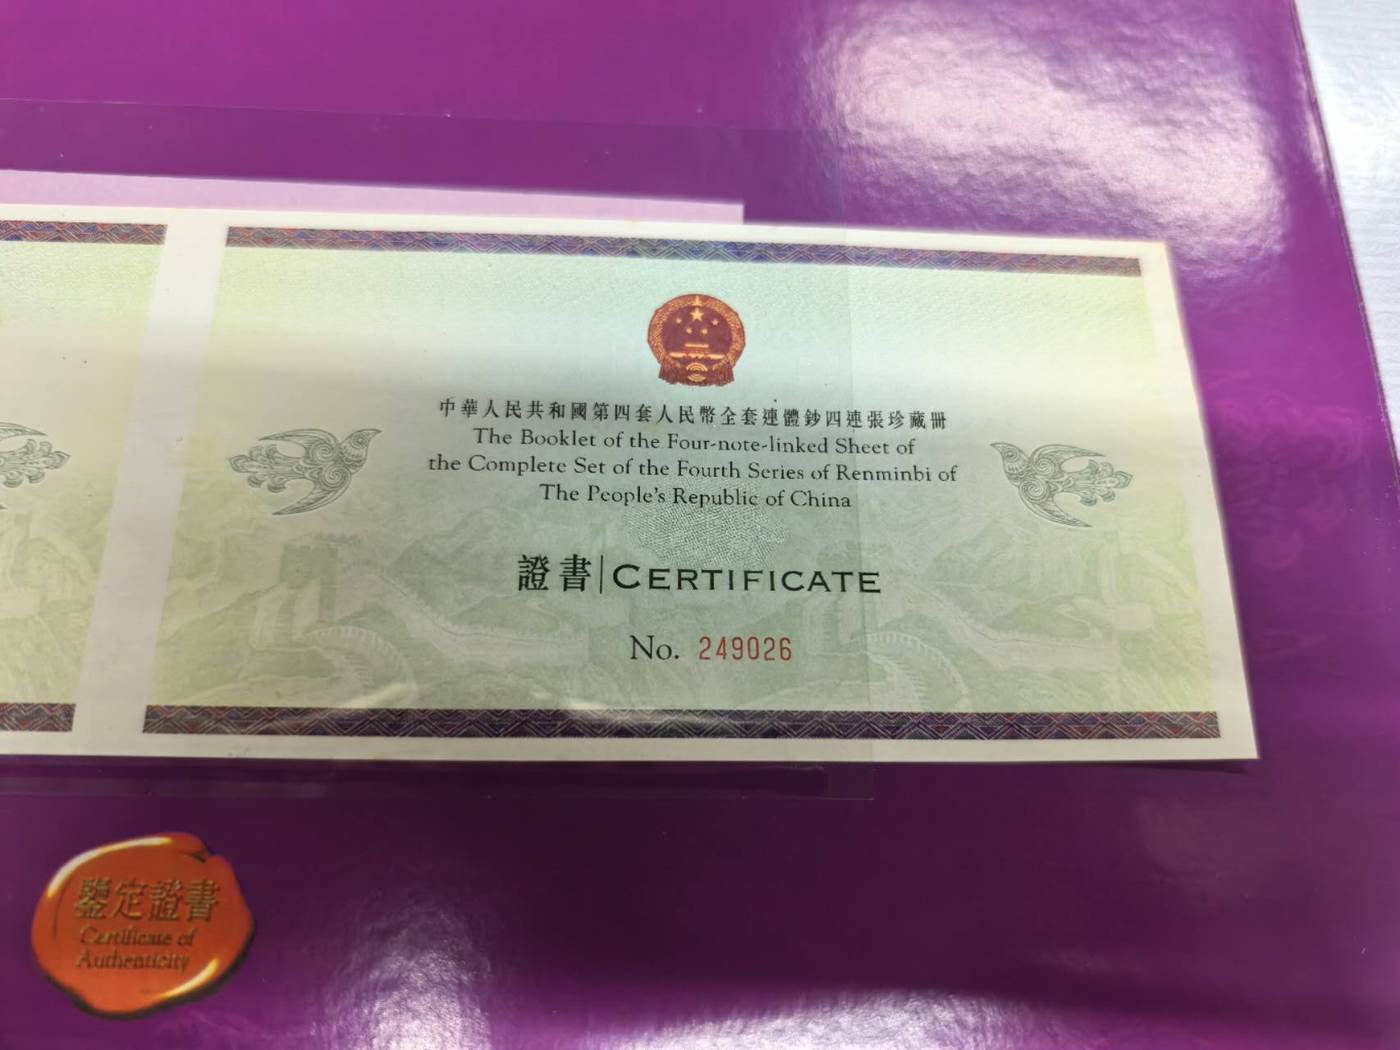 中華人民共和國第四套人民幣全套連體鈔四連張珍藏冊
The Booklet of the Four-note-linked Sheet of
the Complete Set of the Fourth Series of Renminbi of
The People's Republic of China
證書|CERTIFICATE
No. 249026
鑒定證書
Certificate of
Authenticity